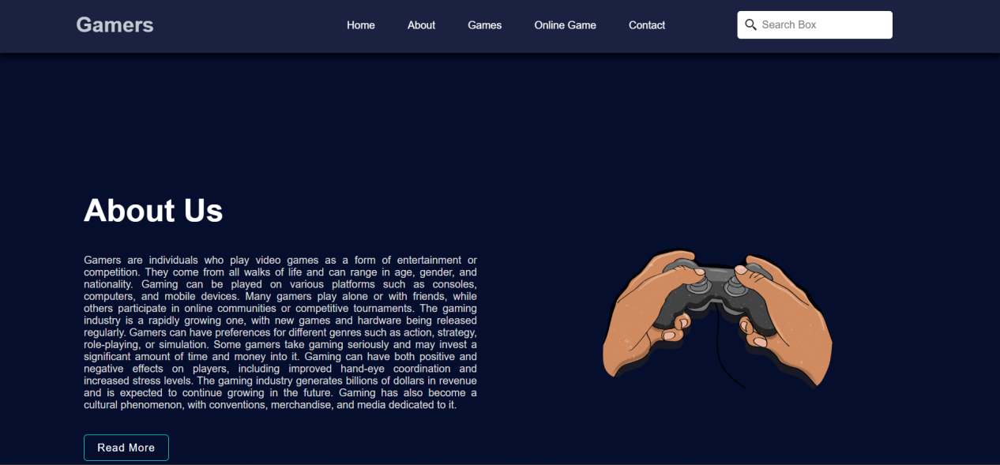 Gamers
Home
About
Games
Online Game
Contact
Search Box
About Us
Gamers are individuals who play video games as a form of entertainment or
competition. They come from all walks of life and can range in age, gender, and
nationality. Gaming can be played on various platforms such as consoles,
computers, and mobile devices. Many gamers play alone or with friends, while
others participate in online communities or competitive tournaments. The gaming
industry is a rapidly growing one, with new games and hardware being released
regularly. Gamers can have preferences for different genres such as action, strategy,
role-playing, or simulation. Some gamers take gaming seriously and may invest a
significant amount of time and money into it. Gaming can have both positive and
negative effects on players, including improved hand-eye coordination and
increased stress levels. The gaming industry generates billions of dollars in revenue
and is expected to continue growing in the future. Gaming has also become a
cultural phenomenon, with conventions, merchandise, and media dedicated to it.
Read More